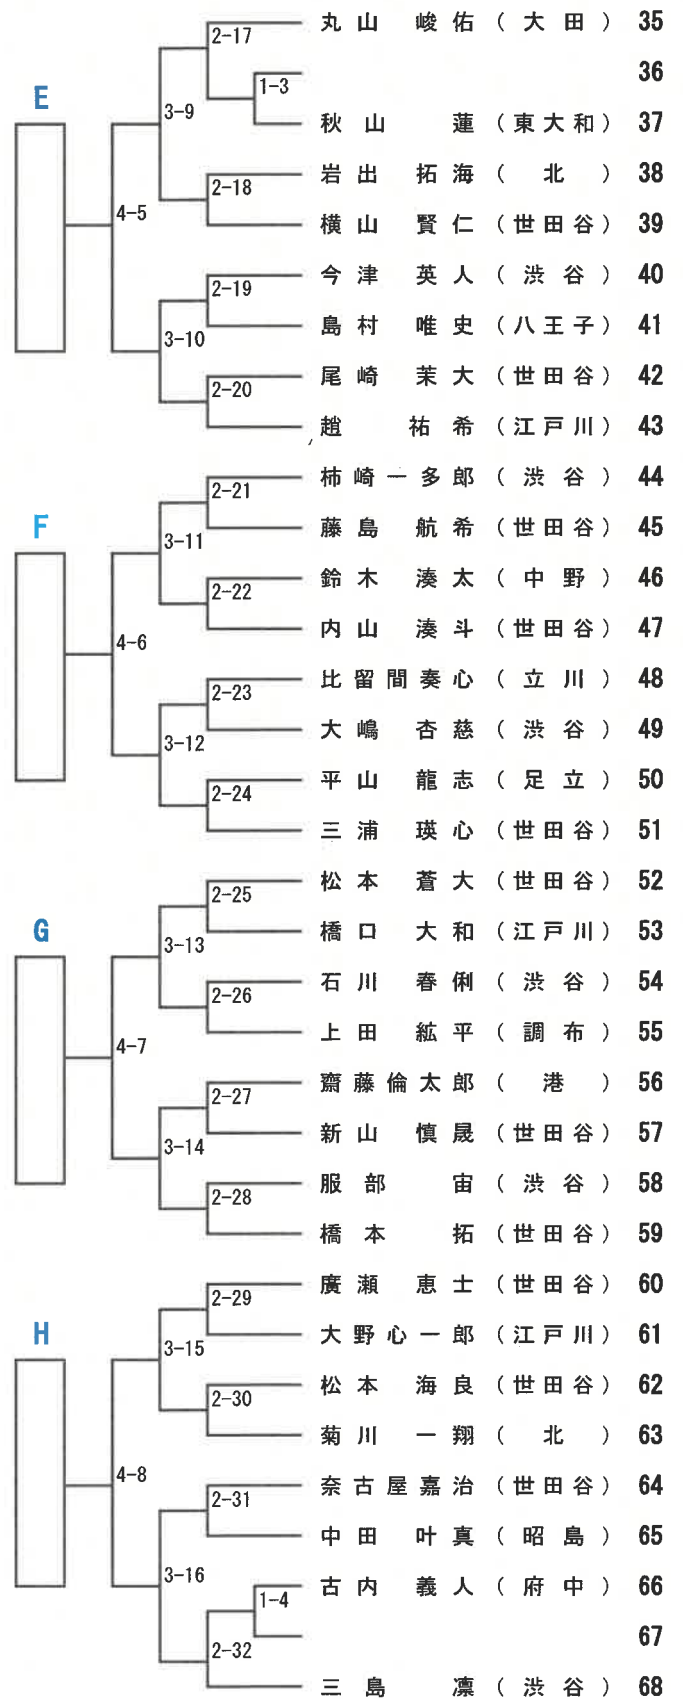 2-17 丸山 峻佑 (大田) 35
1-3 36
E
3-9 秋山 蓮 (東大和) 37
2-18 岩出 拓海 (北) 38
4-5 横山 賢仁 (世田谷) 39
2-19 今津 英人 (渋谷) 40
3-10 島村 唯史 (八王子) 41
2-20 尾崎 茉大 (世田谷) 42
趙 祐希 (江戸川) 43
2-21 柿崎一多郎 (渋谷) 44
F
3-11 藤島 航希 (世田谷) 45
2-22 鈴木 湊太 (中野) 46
4-6 内山 湊斗 (世田谷) 47
2-23 比留間奏心 (立川) 48
3-12 大嶋 杏慈 (渋谷) 49
2-24 平山 龍志 (足立) 50
三浦 瑛心 (世田谷) 51
2-25 松本 蒼大 (世田谷) 52
G
3-13 橋口 大和 (江戸川) 53
2-26 石川 春俐 (渋谷) 54
4-7 上田 紘平 (調布) 55
2-27 齋藤倫太郎 (港) 56
3-14 新山 慎晟 (世田谷) 57
2-28 服部 宙 (渋谷) 58
橋本 拓 (世田谷) 59
2-29 廣瀬 恵士 (世田谷) 60
H
3-15 大野心一郎 (江戸川) 61
2-30 松本 海良 (世田谷) 62
菊川 一翔 (北) 63
4-8
2-31 奈古屋嘉治 (世田谷) 64
中田 叶真 (昭島) 65
3-16 1-4 古内 義人 (府中) 66
2-32 67
三島 凛 (渋谷) 68